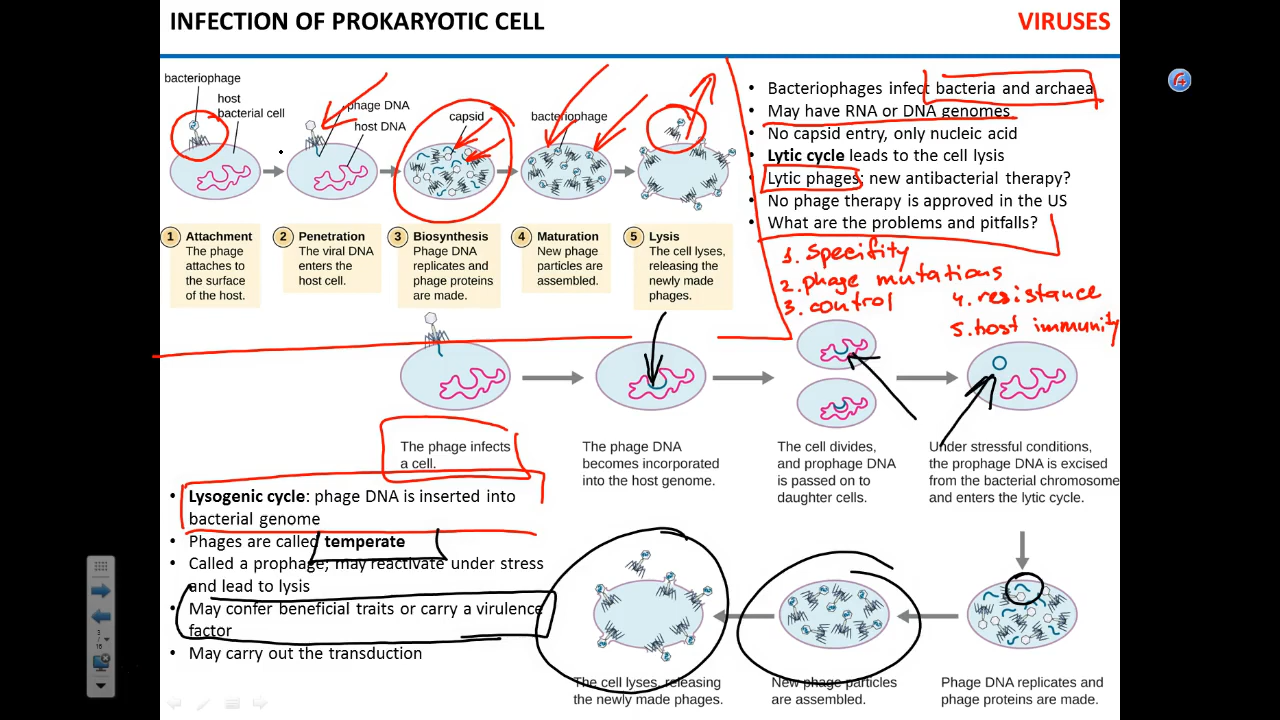 INFECTION OF PROKARYOTIC CELL
VIRUSES
bacteriophage
host
bacterial cell
phage DNA
host DNA
capsid
bacteriophage
1 Attachment
The phage
attaches to
the surface
of the host.
2 Penetration
The viral DNA
enters the
host cell.
3 Biosynthesis
Phage DNA
replicates and
phage proteins
are made.
4 Maturation
New phage
particles are
assembled.
5 Lysis
The cell lyses,
releasing the
newly made
phages.
• Bacteriophages infect bacteria and archaea
• May have RNA or DNA genomes
• No capsid entry, only nucleic acid
• Lytic cycle leads to the cell lysis
• Lytic phages: new antibacterial therapy?
• No phage therapy is approved in the US
• What are the problems and pitfalls?
1. Specifity
2. phage mutations
3. control
4. resistance
5. host immunity
The phage infects
a cell.
The phage DNA
becomes incorporated
into the host genome.
The cell divides,
and prophage DNA
is passed on to
daughter cells.
Under stressful conditions,
the prophage DNA is excised
from the bacterial chromosome
and enters the lytic cycle.
• Lysogenic cycle: phage DNA is inserted into
bacterial genome
• Phages are called temperate
• Called a prophage; may reactivate under stress
and lead to lysis
• May confer beneficial traits or carry a virulence
factor
• May carry out the transduction
The cell lyses, releasing
the newly made phages.
New phage particles
are assembled.
Phage DNA replicates and
phage proteins are made.